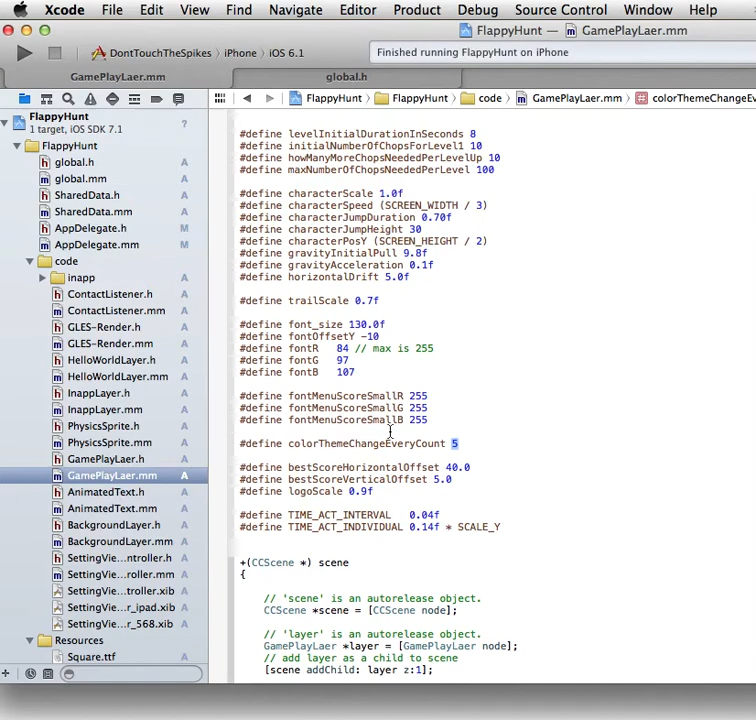 Xcode File Edit View Find Navigate Editor Product Debug Source Control Window Help
FlappyHunt — GamePlayLaer.mm
DontTouchTheSpikes › iPhone › iOS 6.1
Finished running FlappyHunt on iPhone
GamePlayLaer.mm
global.h
FlappyHunt › FlappyHunt › code › GamePlayLaer.mm › colorThemeChangeEv
FlappyHunt
1 target, iOS SDK 7.1
?
FlappyHunt
global.h A
global.mm A
SharedData.h A
SharedData.mm A
AppDelegate.h M
AppDelegate.mm M
code
inapp A
ContactListener.h A
ContactListener.mm A
GLES-Render.h A
GLES-Render.mm A
HelloWorldLayer.h A
HelloWorldLayer.mm A
InappLayer.h A
InappLayer.mm A
PhysicsSprite.h A
PhysicsSprite.mm A
GamePlayLaer.h A
GamePlayLaer.mm A
AnimatedText.h A
AnimatedText.mm A
BackgroundLayer.h A
BackgroundLayer.mm A
SettingVie...ntroller.h A
SettingVie...roller.mm A
SettingVie...troller.xib A
SettingVie...r_ipad.xib A
SettingVie...r_568.xib A
Resources
Square.ttf A
#define levelInitialDurationInSeconds 8
#define initialNumberOfChopsForLevel1 10
#define howManyMoreChopsNeededPerLevelUp 10
#define maxNumberOfChopsPerLevel 100
#define characterScale 1.0f
#define characterSpeed (SCREEN_WIDTH / 3)
#define characterJumpDuration 0.70f
#define characterJumpHeight 30
#define characterPosY (SCREEN_HEIGHT / 2)
#define gravityInitialPull 9.8f
#define gravityAcceleration 0.1f
#define horizontalDrift 5.0f
#define trailScale 0.7f
#define font_size 130.0f
#define fontOffsetY -10
#define fontR 84 // max is 255
#define fontG 97
#define fontB 107
#define fontMenuScoreSmallR 255
#define fontMenuScoreSmallG 255
#define fontMenuScoreSmallB 255
#define colorThemeChangeEveryCount 5
#define bestScoreHorizontalOffset 40.0
#define bestScoreVerticalOffset 5.0
#define logoScale 0.9f
#define TIME_ACT_INTERVAL 0.04f
#define TIME_ACT_INDIVIDUAL 0.14f * SCALE_Y
+(CCScene *) scene
{
// 'scene' is an autorelease object.
CCScene *scene = [CCScene node];
// 'layer' is an autorelease object.
GamePlayLaer *layer = [GamePlayLaer node];
// add layer as a child to scene
[scene addChild: layer z:1];